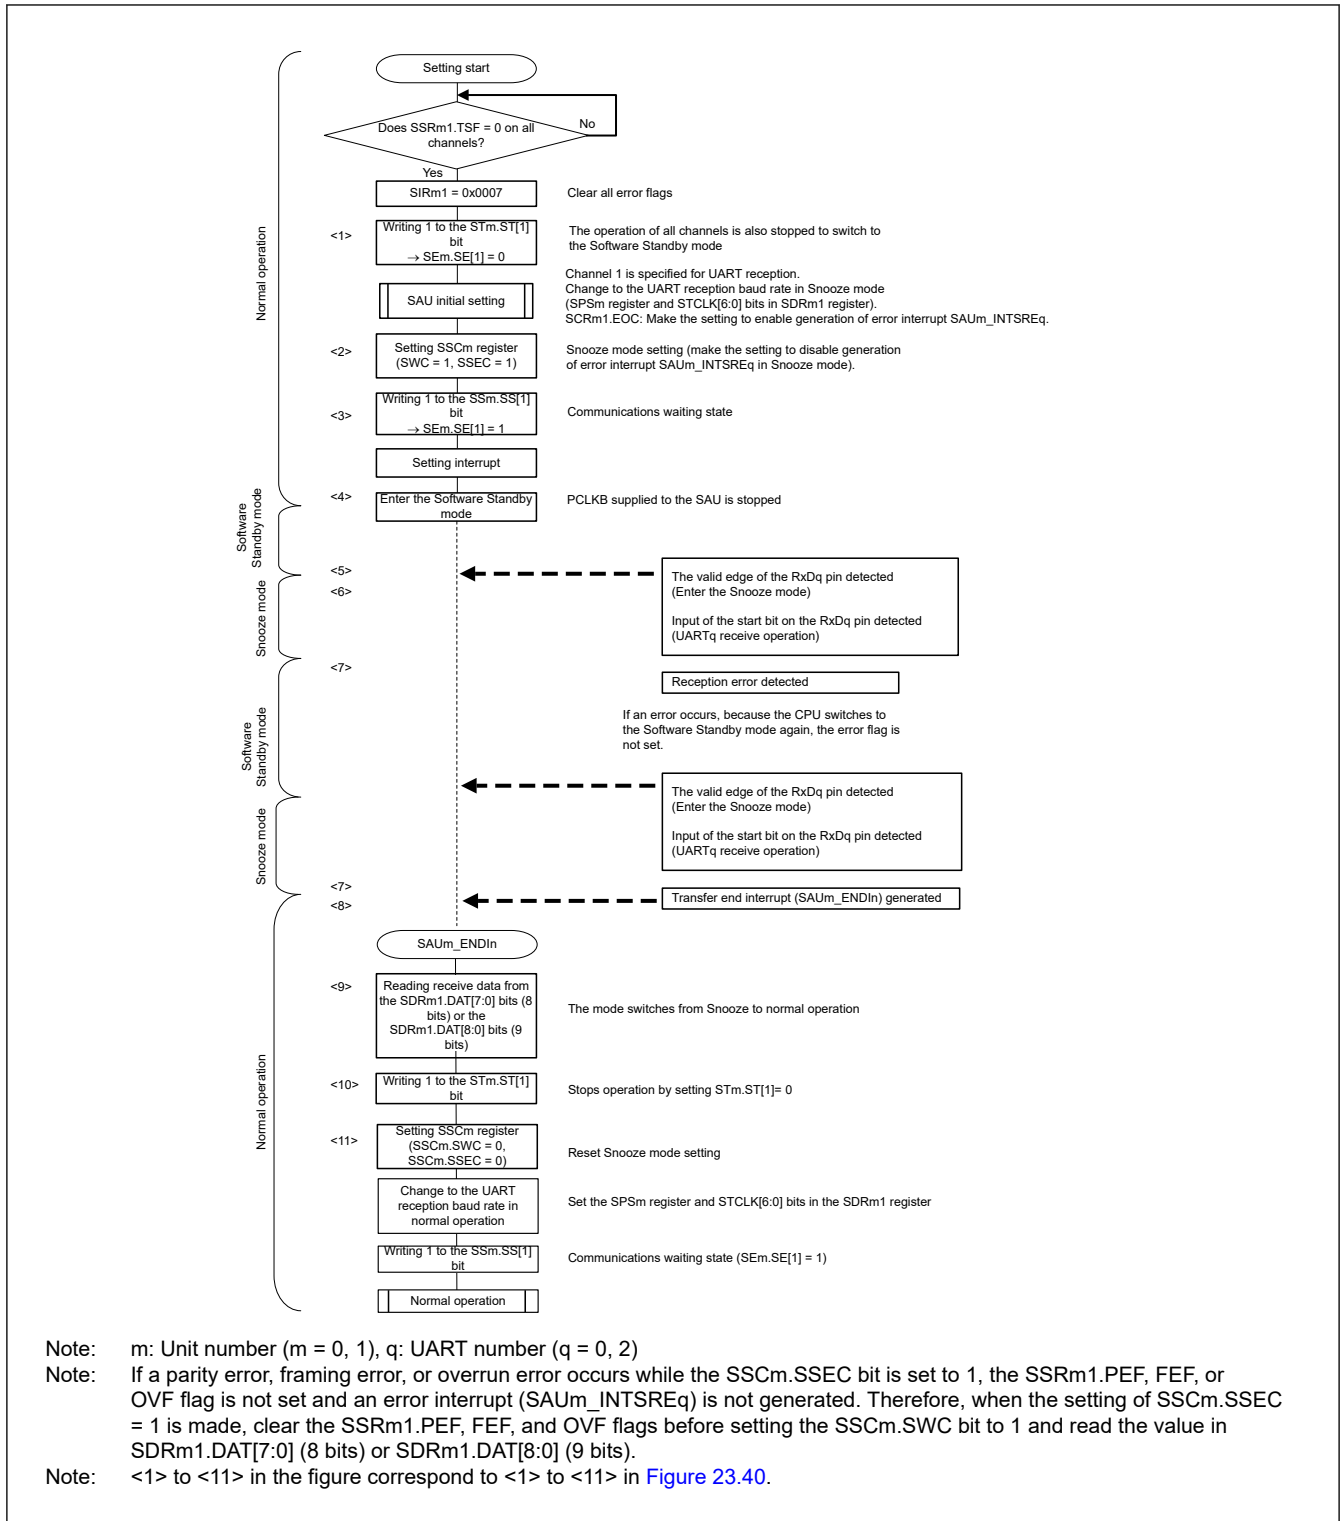 Setting start
Does SSRm1.TSF = 0 on all
channels?
No
Yes
SIRm1 = 0x0007
Clear all error flags
<1>
Writing 1 to the STm.ST[1]
bit
→ SEm.SE[1] = 0
The operation of all channels is also stopped to switch to
the Software Standby mode
Normal operation
SAU initial setting
Channel 1 is specified for UART reception.
Change to the UART reception baud rate in Snooze mode
(SPSm register and STCLK[6:0] bits in SDRm1 register).
SCRm1.EOC: Make the setting to enable generation of error interrupt SAUm_INTSREq.
<2>
Setting SSCm register
(SWC = 1, SSEC = 1)
Snooze mode setting (make the setting to disable generation
of error interrupt SAUm_INTSREq in Snooze mode).
<3>
Writing 1 to the SSm.SS[1]
bit
→ SEm.SE[1] = 1
Communications waiting state
Setting interrupt
<4>
Enter the Software Standby
mode
PCLKB supplied to the SAU is stopped
Software
Standby mode
<5>
<6>
The valid edge of the RxDq pin detected
(Enter the Snooze mode)
Input of the start bit on the RxDq pin detected
(UARTq receive operation)
Snooze mode
<7>
Reception error detected
If an error occurs, because the CPU switches to
the Software Standby mode again, the error flag is
not set.
Software
Standby mode
The valid edge of the RxDq pin detected
(Enter the Snooze mode)
Input of the start bit on the RxDq pin detected
(UARTq receive operation)
Snooze mode
<7>
<8>
Transfer end interrupt (SAUm_ENDIn) generated
SAUm_ENDIn
<9>
Reading receive data from
the SDRm1.DAT[7:0] bits (8
bits) or the
SDRm1.DAT[8:0] bits (9
bits)
The mode switches from Snooze to normal operation
Normal operation
<10>
Writing 1 to the STm.ST[1]
bit
Stops operation by setting STm.ST[1]= 0
<11>
Setting SSCm register
(SSCm.SWC = 0,
SSCm.SSEC = 0)
Reset Snooze mode setting
Change to the UART
reception baud rate in
normal operation
Set the SPSm register and STCLK[6:0] bits in the SDRm1 register
Writing 1 to the SSm.SS[1]
bit
Communications waiting state (SEm.SE[1] = 1)
Normal operation
Note: m: Unit number (m = 0, 1), q: UART number (q = 0, 2)
Note: If a parity error, framing error, or overrun error occurs while the SSCm.SSEC bit is set to 1, the SSRm1.PEF, FEF, or
OVF flag is not set and an error interrupt (SAUm_INTSREq) is not generated. Therefore, when the setting of SSCm.SSEC
= 1 is made, clear the SSRm1.PEF, FEF, and OVF flags before setting the SSCm.SWC bit to 1 and read the value in
SDRm1.DAT[7:0] (8 bits) or SDRm1.DAT[8:0] (9 bits).
Note: <1> to <11> in the figure correspond to <1> to <11> in Figure 23.40.